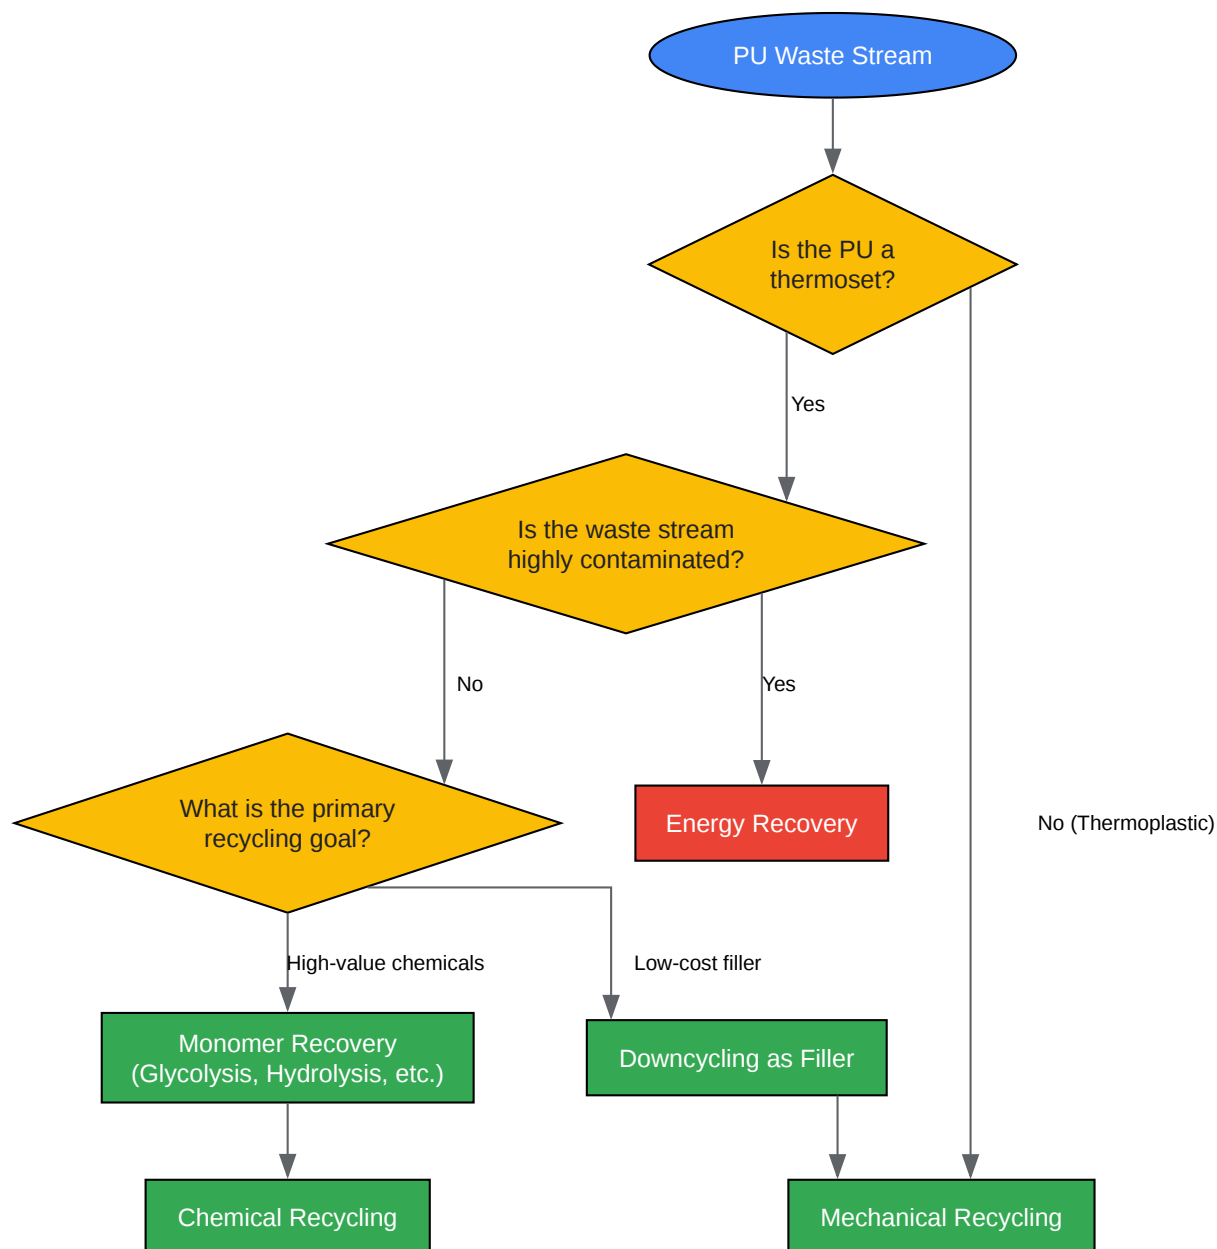 PU Waste Stream
Is the PU a
thermoset?
Yes
Is the waste stream
highly contaminated?
No
Yes
What is the primary
recycling goal?
Energy Recovery
No (Thermoplastic)
High-value chemicals
Low-cost filler
Monomer Recovery
(Glycolysis, Hydrolysis, etc.)
Downcycling as Filler
Chemical Recycling
Mechanical Recycling